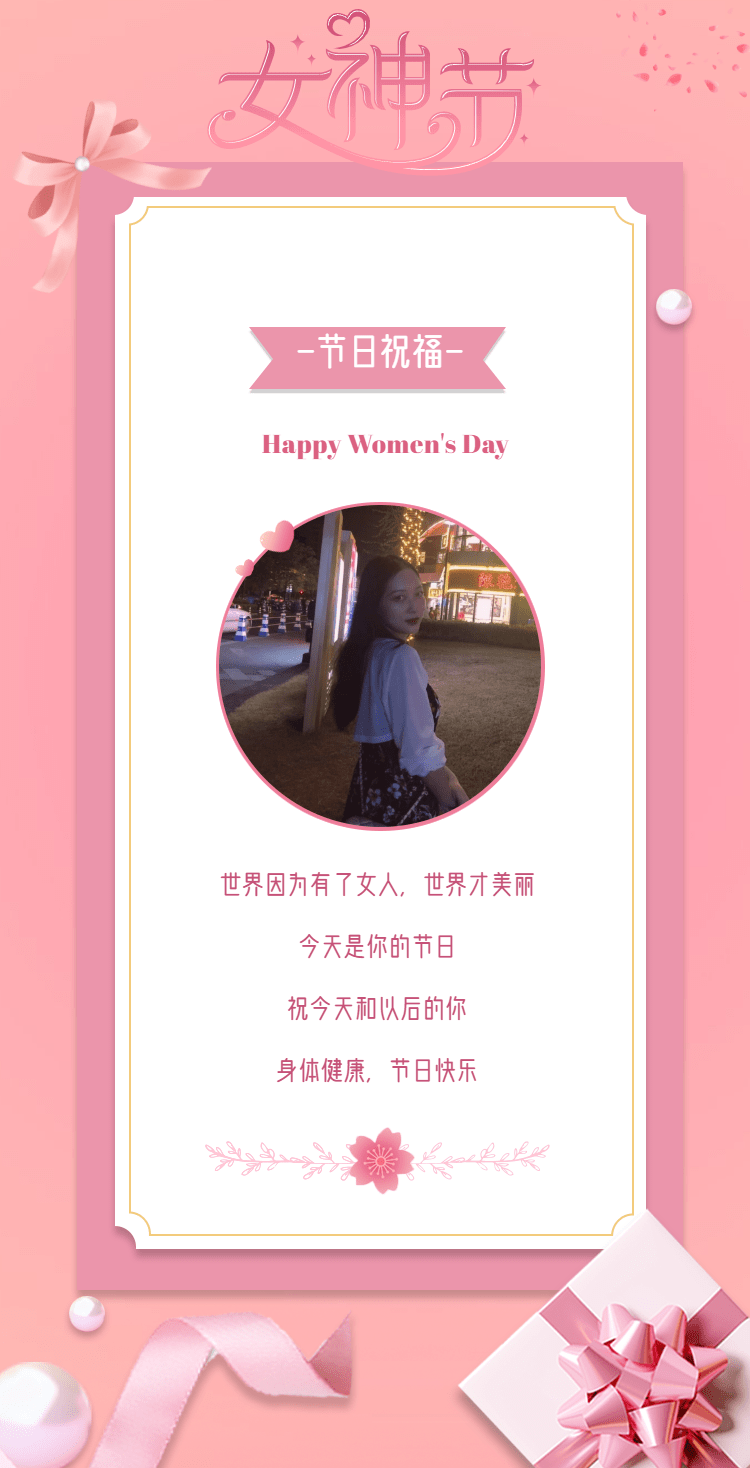 女神节
-节日祝福-
Happy Women's Day
世界因为有了女人，世界才美丽
今天是你的节日
祝今天和以后的你
身体健康，节日快乐